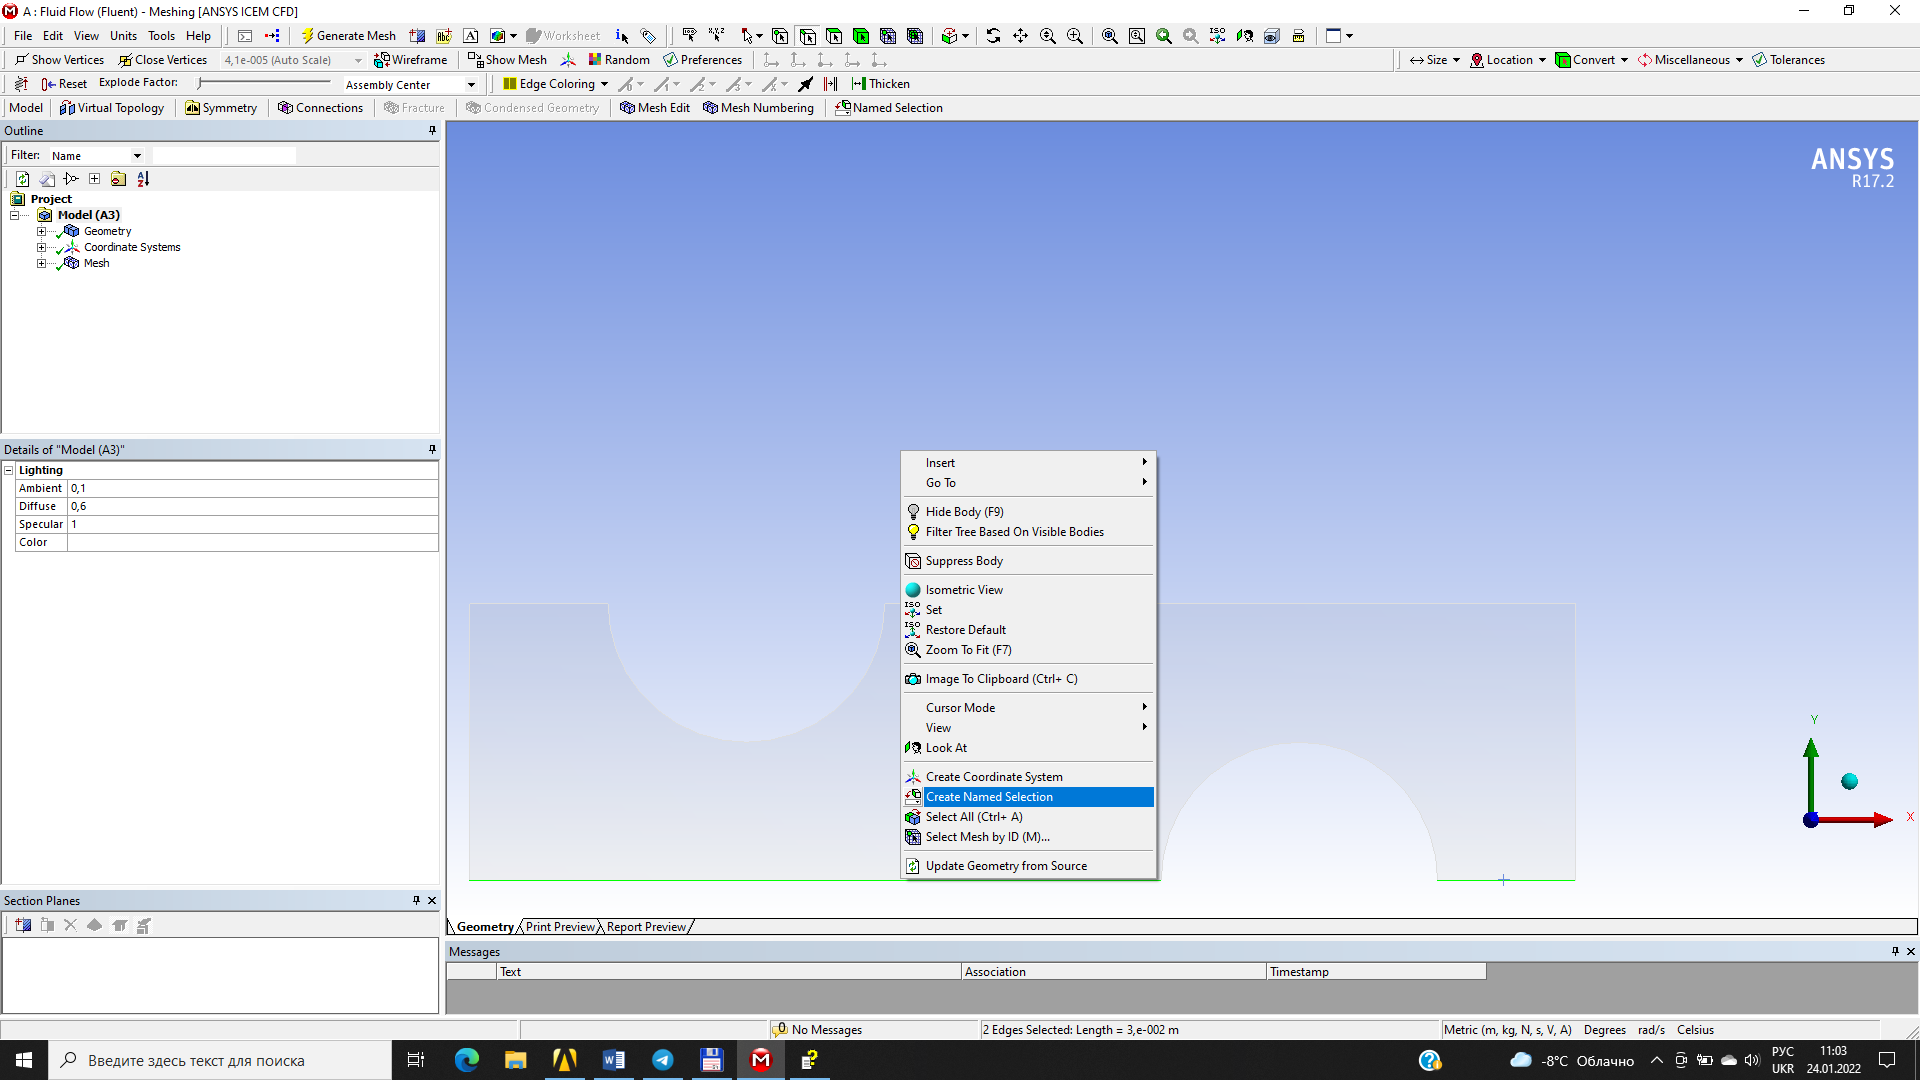 A : Fluid Flow (Fluent) - Meshing [ANSYS ICEM CFD]
File Edit View Units Tools Help Generate Mesh Worksheet
Show Vertices Close Vertices 4,1e-005 (Auto Scale) Wireframe Show Mesh Random Preferences Size Location Convert Miscellaneous Tolerances
Reset Explode Factor: Assembly Center Edge Coloring Thicken
Model Virtual Topology Symmetry Connections Fracture Condensed Geometry Mesh Edit Mesh Numbering Named Selection
Outline
Filter: Name
Project
Model (A3)
Geometry
Coordinate Systems
Mesh
Details of "Model (A3)"
Lighting
Ambient 0,1
Diffuse 0,6
Specular 1
Color
Section Planes
ANSYS
R17.2
Insert
Go To
Hide Body (F9)
Filter Tree Based On Visible Bodies
Suppress Body
Isometric View
ISO Set
ISO Restore Default
Zoom To Fit (F7)
Image To Clipboard (Ctrl+ C)
Cursor Mode
View
Look At
Create Coordinate System
Create Named Selection
Select All (Ctrl+ A)
Select Mesh by ID (M)...
Update Geometry from Source
Y
X
Geometry Print Preview Report Preview
Messages
Text Association Timestamp
0 No Messages 2 Edges Selected: Length = 3,e-002 m Metric (m, kg, N, s, V, A) Degrees rad/s Celsius
Введите здесь текст для поиска
-8°C Облачно
РУС
UKR
11:03
24.01.2022